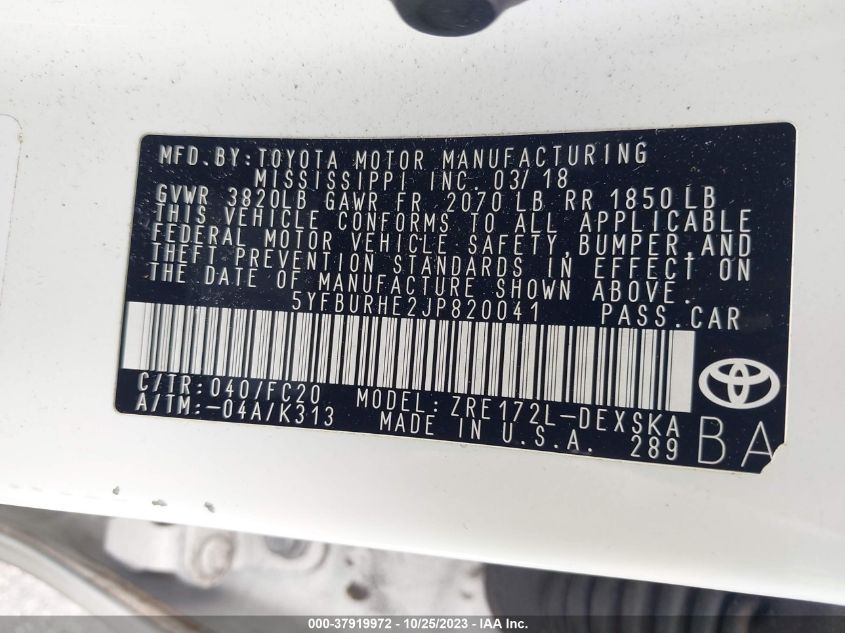 MFD.BY:TOYOTA MOTOR MANUFACTURING
MISSISSIPPI INC. 03/18
GVWR 3820LB GAWR FR 2070 LB RR 1850 LB
THIS VEHICLE CONFORMS TO ALL APPLICABLE
FEDERAL MOTOR VEHICLE SAFETY, BUMPER, AND
THEFT PREVENTION STANDARDS IN EFFECT ON
THE DATE OF MANUFACTURE SHOWN ABOVE.
5YFBURHE2JP820041 PASS.CAR
C/TR: 040/FC20 MODEL: ZRE172L-DEXSKA
A/TM:-04A/K313 MADE IN U.S.A. 289
BA
000-37919972 - 10/25/2023 - IAA Inc.